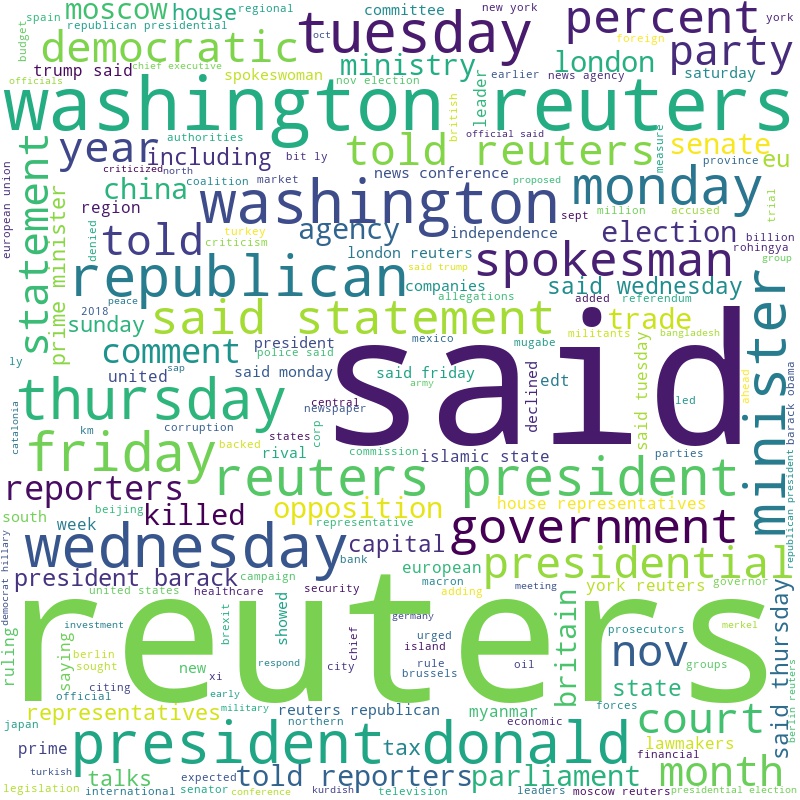 moscow house committee new york percent york
budget spain regional republican presidential oct tuesday foreign
democratic ministry london party
trump said chief executive spokeswoman nov election leader earlier news agency saturday
officials
washington reuters
statement authorities british official said measure
year including told reuters senate
criticized north bit ly news conference province eu
european union china coalition market washington proposed monday trial
region sept million accused rohingya billion
prime minister denied told turkey criticism agency independence election group
republican london reuters spokesman
said trump companies said wednesday
2018 peace allegations added referendum
sunday said statement trade minister
president mexico mugabe militants bangladesh
comment police said declined
ly united sap said monday said friday edt said tuesday ahead barack obama
army said
thursday central newspaper led
catalonia km corruption states corp
friday backed rival commission islamic state parties
reuters president
reporters house representatives republican president
south beijing killed opposition
week representative government
democrat hillary wednesday capital bank presidential
president barack campaign european
united states healthcare security macron meeting york reuters governor
reuters adding
investment showed brexit germany britain prosecutors merkel said thursday
ruling saying berlin sought new respond chief urged island nov
city rule oil groups
citing xi brussels state
official early military forces berlin reuters
representatives reuters republican myanmar court
japan northern economic lawmakers
prime president tax donald financial
talks expected told reporters parliament month
turkish senator kurdish
legislation international conference television leaders moscow reuters presidential election